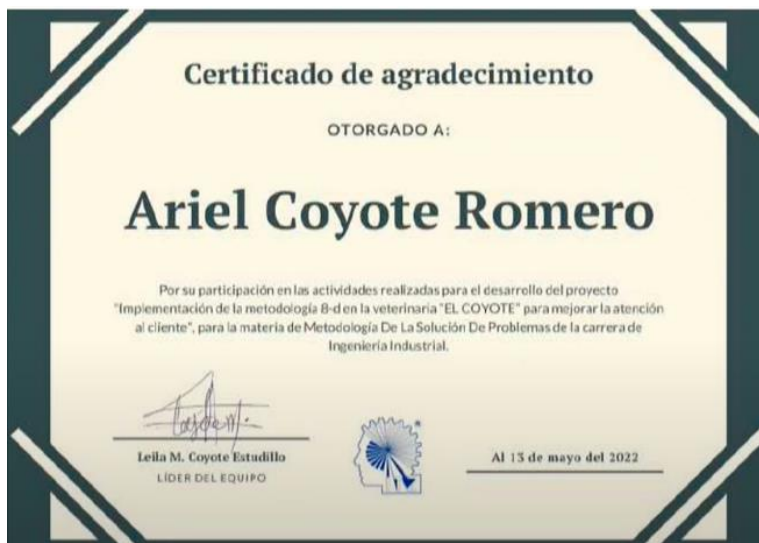 Certificado de agradecimiento
OTORGADO A:
Ariel Coyote Romero
Por su participación en las actividades realizadas para el desarrollo del proyecto
"Implementación de la metodología 8-d en la veterinaria "EL COYOTE" para mejorar la atención
al cliente", para la materia de Metodología De La Solución De Problemas de la carrera de
Ingeniería Industrial.
Leila M. Coyote Estudillo
LÍDER DEL EQUIPO
Al 13 de mayo del 2022